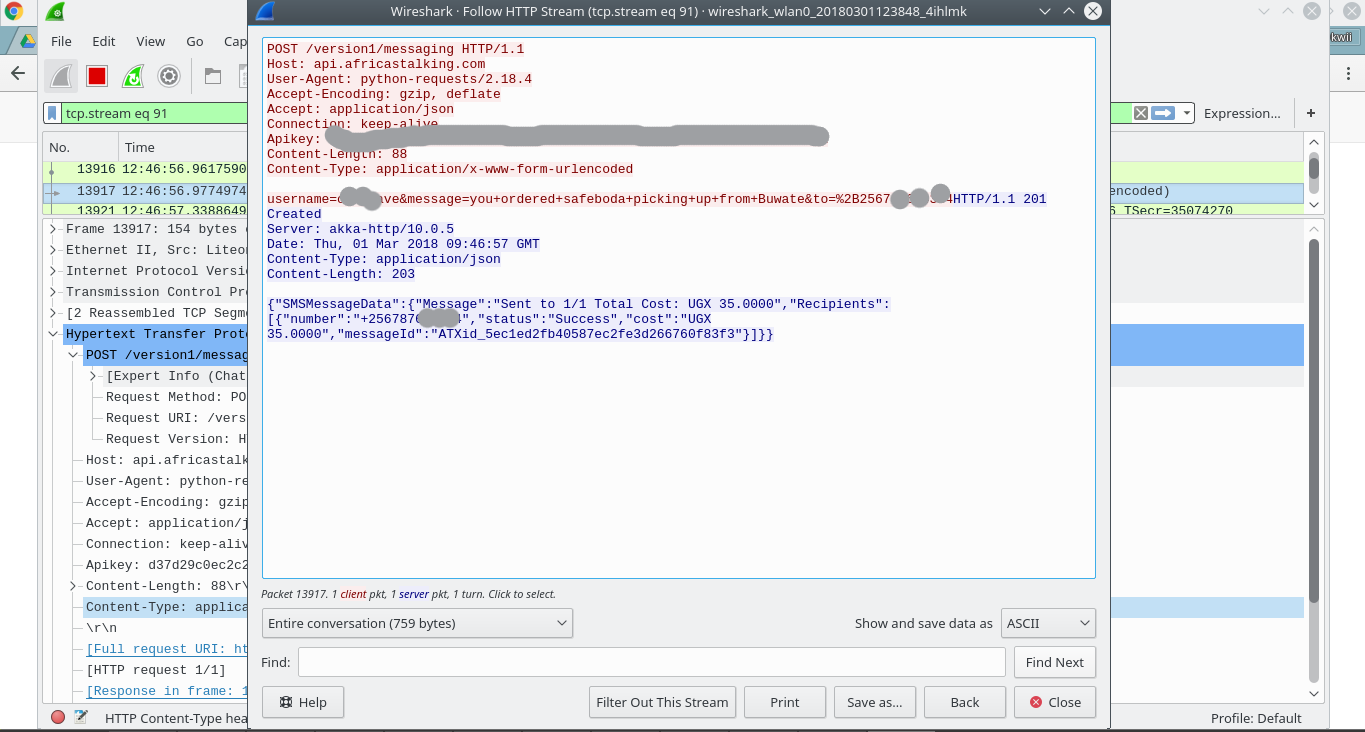 Wireshark · Follow HTTP Stream (tcp.stream eq 91) · wireshark_wlan0_20180301123848_4ihlmk
kwii
File Edit View Go Cap
tcp.stream eq 91
Expression… +
No. Time
13916 12:46:56.9617590
13917 12:46:56.9774974
encoded)
13921 12:46:57.3388649
TSecr=35074270
Frame 13917: 154 bytes
Ethernet II, Src: Liteo
Internet Protocol Versi
Transmission Control Pr
[2 Reassembled TCP Segm
Hypertext Transfer Prot
POST /version1/messag
[Expert Info (Chat
Request Method: PO
Request URI: /vers
Request Version: H
Host: api.africastalk
User-Agent: python-re
Accept-Encoding: gzip
Accept: application/j
Connection: keep-aliv
Apikey: d37d29c0ec2c2
Content-Length: 88\r\
Content-Type: applica
\r\n
[Full request URI: ht
[HTTP request 1/1]
[Response in frame: 1
HTTP Content-Type hea
Profile: Default
POST /version1/messaging HTTP/1.1
Host: api.africastalking.com
User-Agent: python-requests/2.18.4
Accept-Encoding: gzip, deflate
Accept: application/json
Connection: keep-alive
Apikey:
Content-Length: 88
Content-Type: application/x-www-form-urlencoded
username=d ave&message=you+ordered+safeboda+picking+up+from+Buwate&to=%2B2567 4HTTP/1.1 201
Created
Server: akka-http/10.0.5
Date: Thu, 01 Mar 2018 09:46:57 GMT
Content-Type: application/json
Content-Length: 203
{"SMSMessageData":{"Message":"Sent to 1/1 Total Cost: UGX 35.0000","Recipients":
[{"number":"+256787 ","status":"Success","cost":"UGX
35.0000","messageId":"ATXid_5ec1ed2fb40587ec2fe3d266760f83f3"}]}}
Packet 13917. 1 client pkt, 1 server pkt, 1 turn. Click to select.
Entire conversation (759 bytes)
Show and save data as ASCII
Find:
Find Next
Help
Filter Out This Stream
Print
Save as…
Back
Close